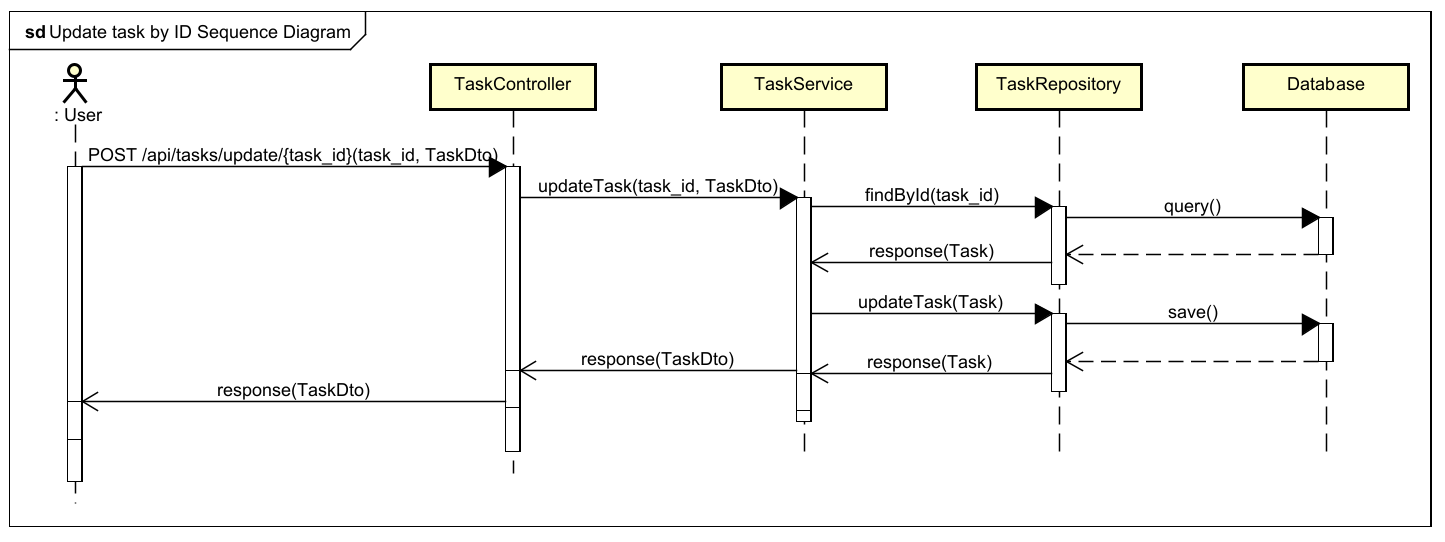 sd Update task by ID Sequence Diagram
: User
TaskController
TaskService
TaskRepository
Database
POST /api/tasks/update/{task_id}(task_id, TaskDto)
updateTask(task_id, TaskDto)
findById(task_id)
query()
response(Task)
updateTask(Task)
save()
response(TaskDto)
response(Task)
response(TaskDto)